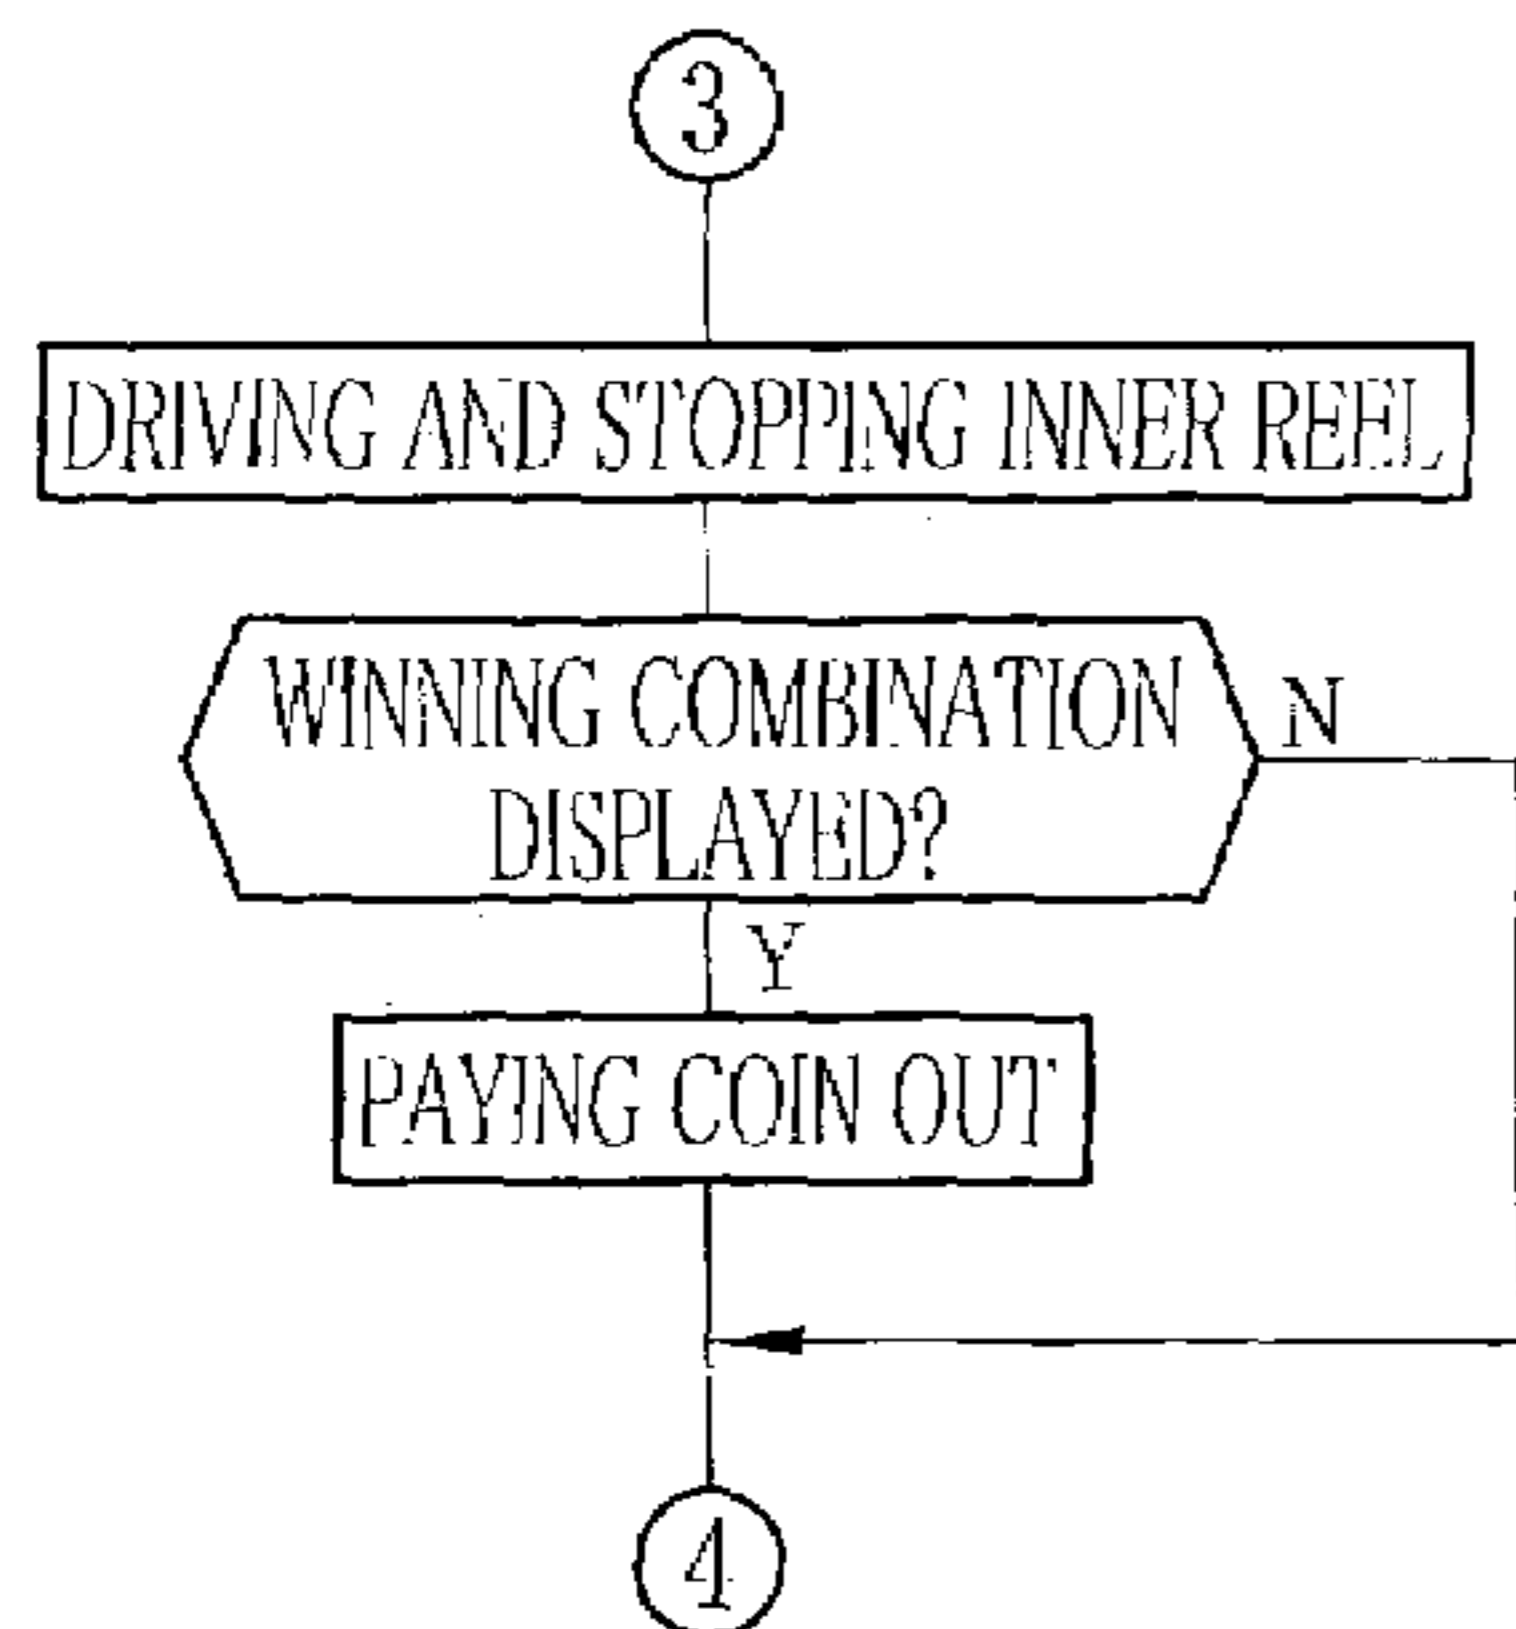 3
DRIVING AND STOPPING INNER REEL
WINNING COMBINATION
N
DISPLAYED?
Y
PAYING COIN OUT
4